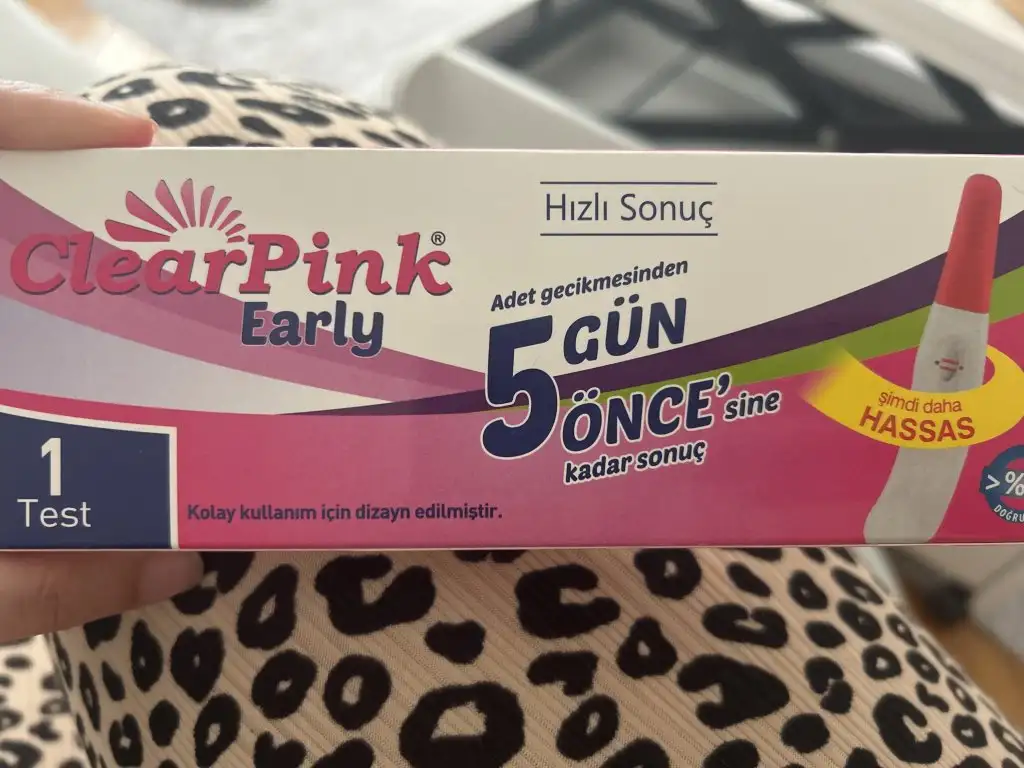 ClearPink®
Early
Hızlı Sonuç
Adet gecikmesinden
5 GÜN
ÖNCE'sine
kadar sonuç
şimdi daha
HASSAS
1
Test
Kolay kullanım için dizayn edilmiştir.
>%